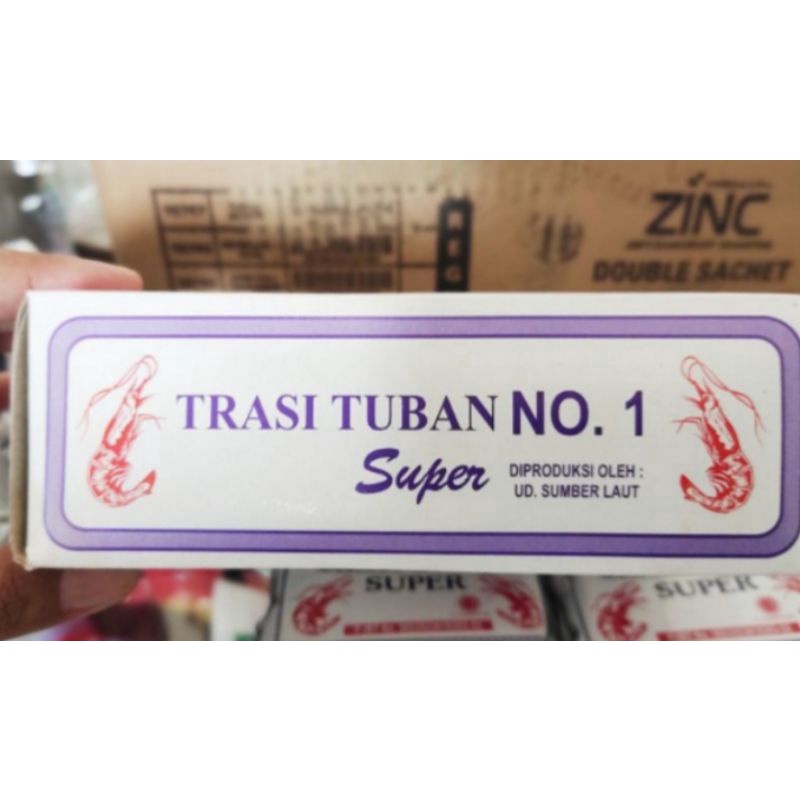 ZINC
DOUBLE SACHET
TRASI TUBAN NO. 1
Super
DIPRODUKSI OLEH :
UD. SUMBER LAUT
SUPER
SUPER